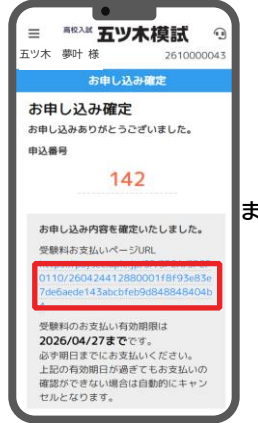 高校入試 五ツ木模試
五ツ木 夢叶 様 2610000043
お申し込み確定
お申し込み確定
お申し込みありがとうございました。
申込番号
142
お申し込み内容を確定いたしました。
受験料お支払いページURL
0110/260424412880001f8f93e83e
7de6aede143abcbfeb9d848848404b
受験料のお支払い有効期限は
2026/04/27までです。
必ず期日までにお支払いください。
上記の有効期日が過ぎてもお支払いの
確認ができない場合は自動的にキャン
セルとなります。
ま